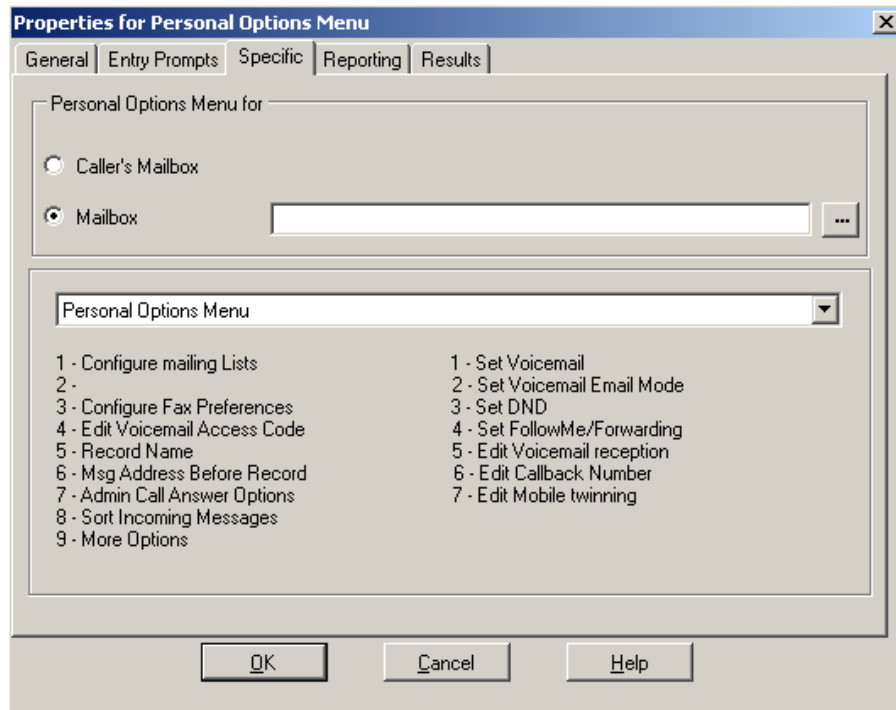 Properties for Personal Options Menu
General
Entry Prompts
Specific
Reporting
Results
Personal Options Menu for
Caller's Mailbox
Mailbox
...
Personal Options Menu
1 - Configure mailing Lists
2 -
3 - Configure Fax Preferences
4 - Edit Voicemail Access Code
5 - Record Name
6 - Msg Address Before Record
7 - Admin Call Answer Options
8 - Sort Incoming Messages
9 - More Options
1 - Set Voicemail
2 - Set Voicemail Email Mode
3 - Set DND
4 - Set FollowMe/Forwarding
5 - Edit Voicemail reception
6 - Edit Callback Number
7 - Edit Mobile twinning
OK
Cancel
Help